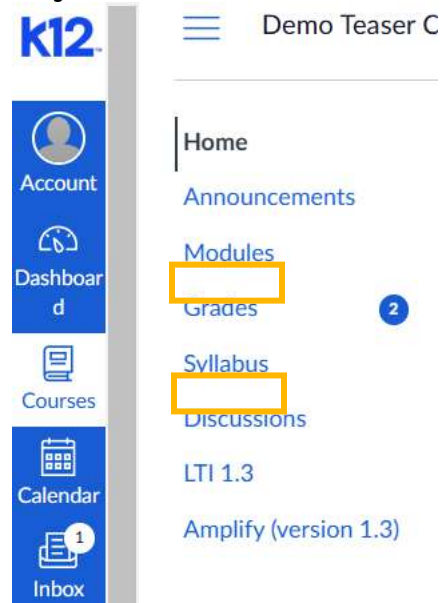 K12
Demo Teaser C
Home
Account
Announcements
Modules
Dashboar
d
Grades 2
Syllabus
Courses
Discussions
LTI 1.3
Calendar
Amplify (version 1.3)
1
Inbox